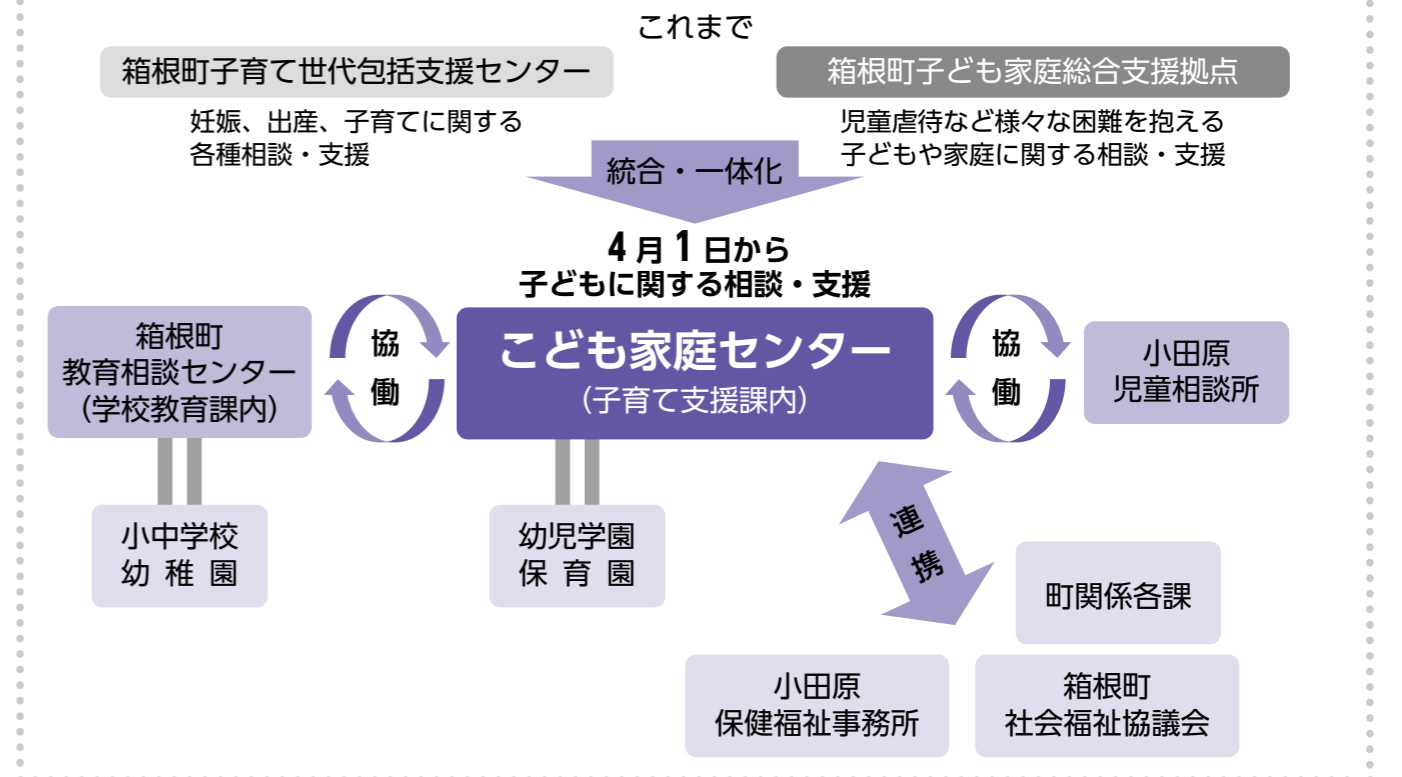 これまで
箱根町子育て世代包括支援センター
妊娠、出産、子育てに関する
各種相談・支援
箱根町子ども家庭総合支援拠点
児童虐待など様々な困難を抱える
子どもや家庭に関する相談・支援
統合・一体化
4月1日から
子どもに関する相談・支援
箱根町
教育相談センター
(学校教育課内)
協
働
こども家庭センター
(子育て支援課内)
協
働
小田原
児童相談所
小中学校
幼稚園
幼児学園
保育園
連
携
町関係各課
小田原
保健福祉事務所
箱根町
社会福祉協議会